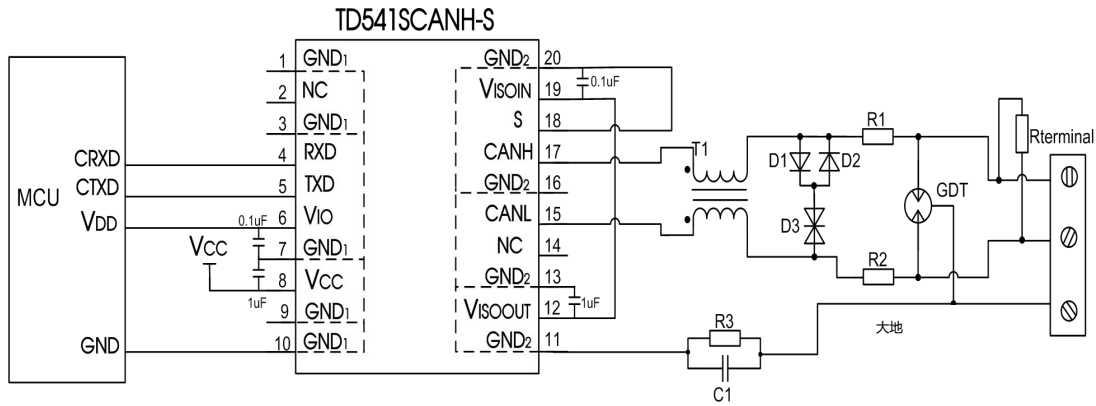 TD541SCANH-S
MCU
CRXD
CTXD
VDD
GND
VCC
0.1uF
1uF
1 GND1
2 NC
3 GND1
4 RXD
5 TXD
6 VIO
7 GND1
8 VCC
9 GND1
10 GND1
GND2 20
VISOIN 19
S 18
CANH 17
GND2 16
CANL 15
NC 14
GND2 13
VISOOUT 12
GND2 11
0.1uF
1uF
T1
D1
D2
D3
R1
R2
GDT
Rterminal
大地
R3
C1